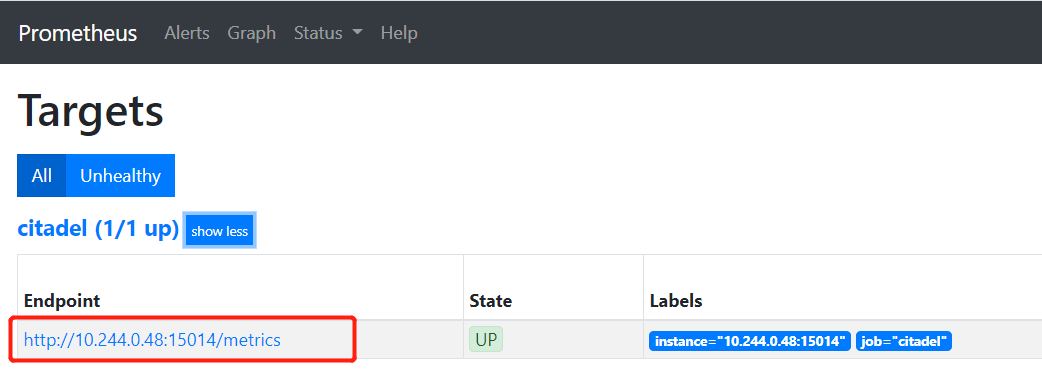 Prometheus Alerts Graph Status Help
Targets
All Unhealthy
citadel (1/1 up) show less
Endpoint State Labels
http://10.244.0.48:15014/metrics UP instance="10.244.0.48:15014" job="citadel"